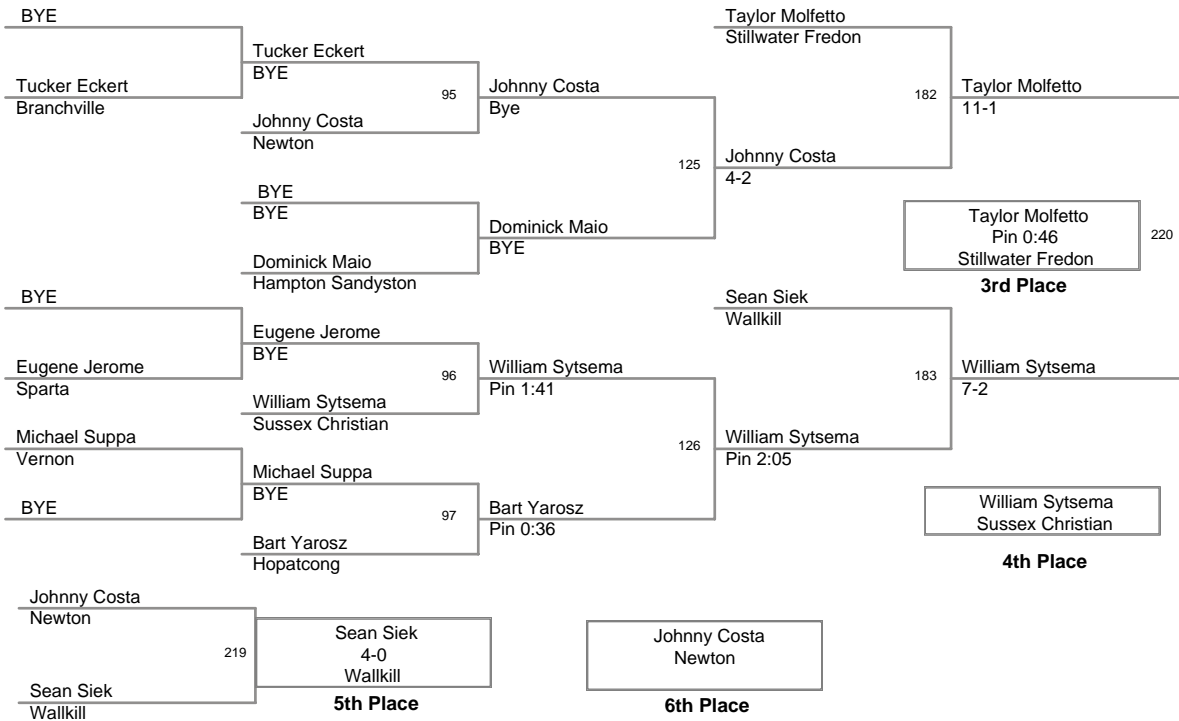 BYE
Tucker Eckert
Branchville
Tucker Eckert
BYE
95
Johnny Costa
Newton
Johnny Costa
Bye
BYE
BYE
Dominick Maio
Hampton Sandyston
Dominick Maio
BYE
125
Johnny Costa
4-2
Taylor Molfetto
Stillwater Fredon
182
Taylor Molfetto
11-1
Taylor Molfetto
Pin 0:46
Stillwater Fredon
220
3rd Place
BYE
Eugene Jerome
Sparta
Eugene Jerome
BYE
96
William Sytsema
Sussex Christian
William Sytsema
Pin 1:41
Michael Suppa
Vernon
BYE
Michael Suppa
BYE
97
Bart Yarosz
Hopatcong
Bart Yarosz
Pin 0:36
126
William Sytsema
Pin 2:05
Sean Siek
Wallkill
183
William Sytsema
7-2
William Sytsema
Sussex Christian
4th Place
Johnny Costa
Newton
219
Sean Siek
Wallkill
Sean Siek
4-0
Wallkill
5th Place
Johnny Costa
Newton
6th Place